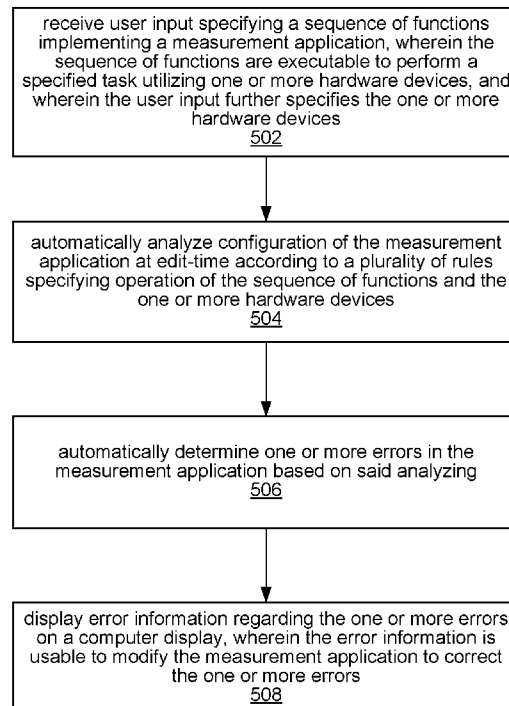 receive user input specifying a sequence of functions
implementing a measurement application, wherein the
sequence of functions are executable to perform a
specified task utilizing one or more hardware devices, and
wherein the user input further specifies the one or more
hardware devices
502
automatically analyze configuration of the measurement
application at edit-time according to a plurality of rules
specifying operation of the sequence of functions and the
one or more hardware devices
504
automatically determine one or more errors in the
measurement application based on said analyzing
506
display error information regarding the one or more errors
on a computer display, wherein the error information is
usable to modify the measurement application to correct
the one or more errors
508